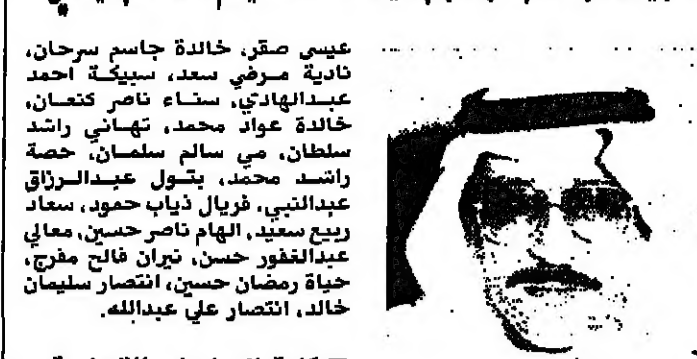 عيسى صقر، خالدة جاسم سرحان،
نادية مرضي سعد، سبيكة احمد
عبدالهادي، سناء ناصر كنعان،
خالدة عواد محمد، تهاني راشد
سلطان، مي سالم سلمان، حصة
راشد محمد، بتول عبدالرزاق
عبدالنبي، فريال ذياب حمود، سعاد
ربيع سعيد، الهام ناصر حسين، معالي
عبدالغفور حسن، نيران فالح مفرج،
حياة رمضان حسين، انتصار سليمان
خالد، انتصار علي عبدالله.